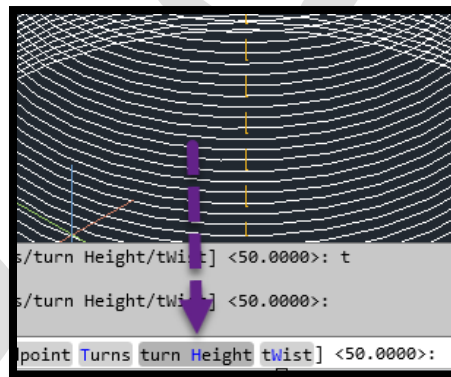 s/turn Height/tWist] <50.0000>: t
s/turn Height/tWist] <50.0000>:
dpoint Turns turn Height tWist] <50.0000>: